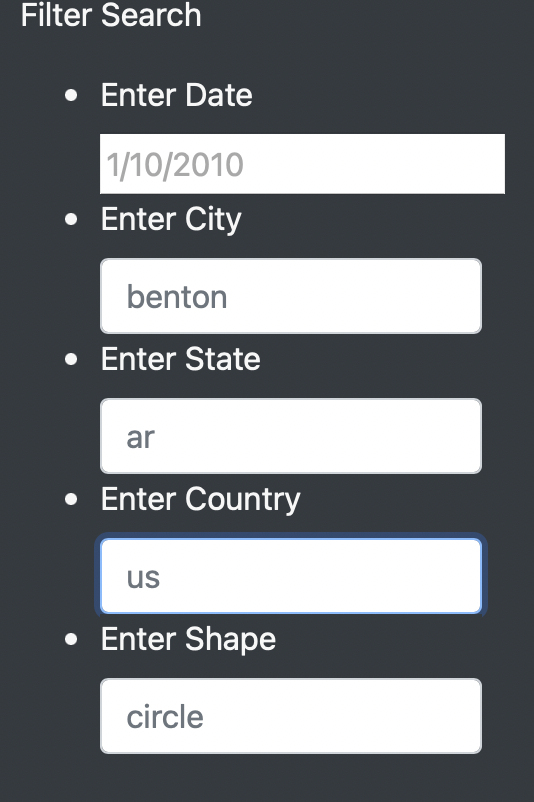 Filter Search
Enter Date
1/10/2010
Enter City
benton
Enter State
ar
Enter Country
us
Enter Shape
circle